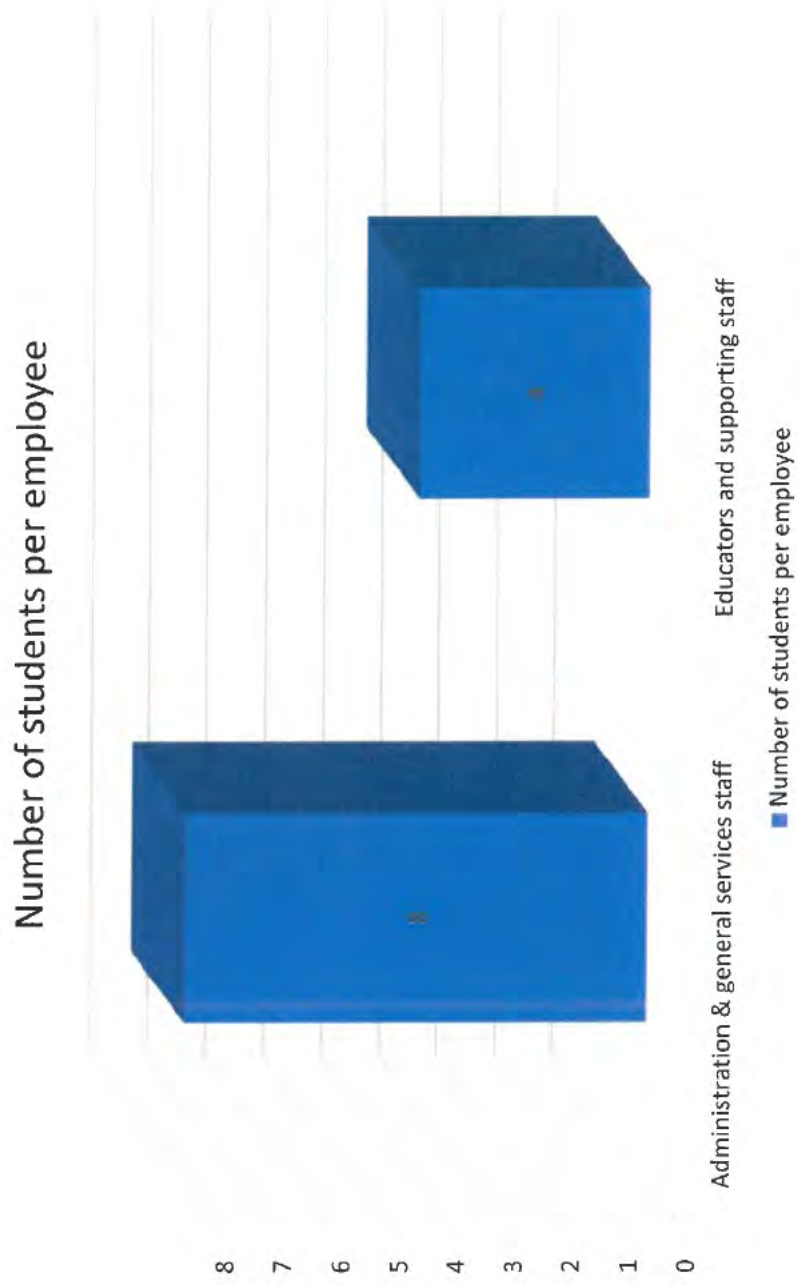 Number of students per employee
8
7
6
5
4
3
2
1
0
Administration & general services staff
Educators and supporting staff
Number of students per employee